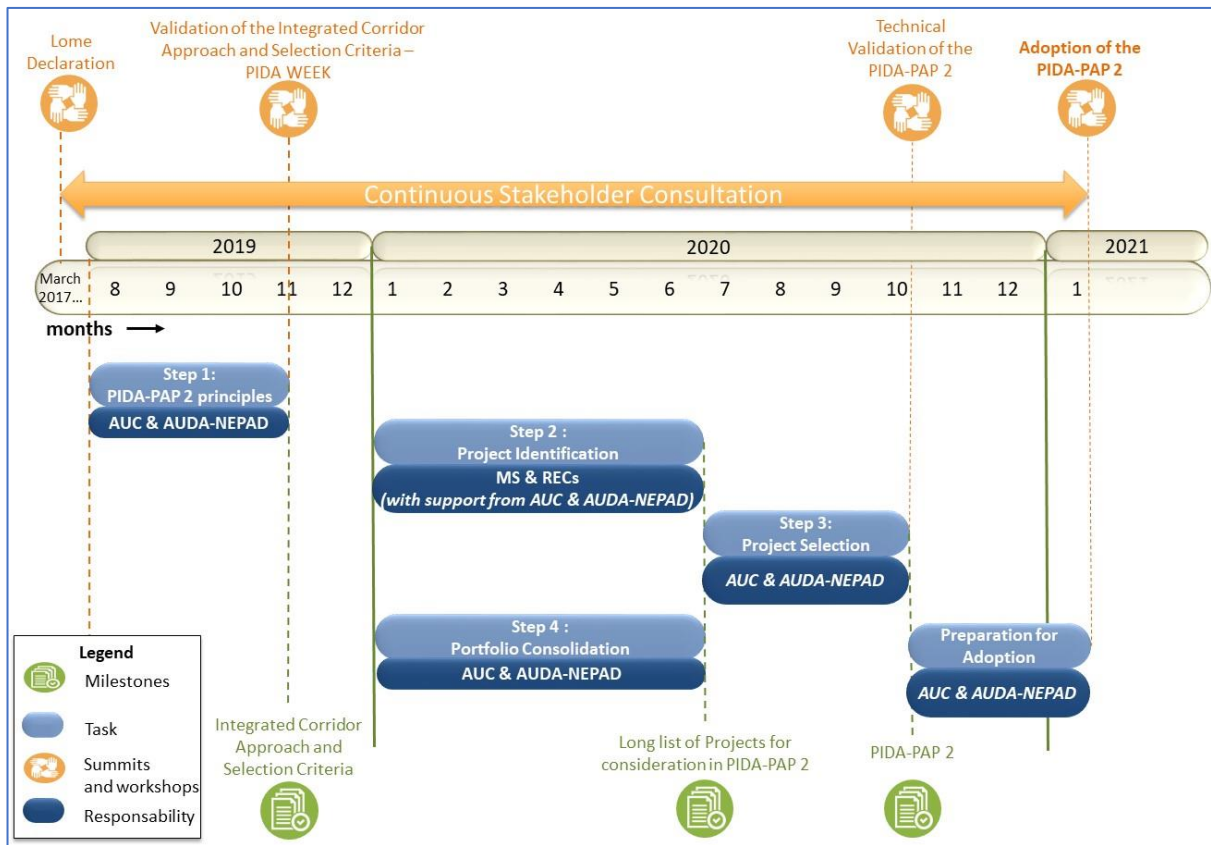 Lome
Declaration
Validation of the Integrated Corridor
Approach and Selection Criteria –
PIDA WEEK
Technical
Validation of the
PIDA-PAP 2
Adoption of the
PIDA-PAP 2
Continuous Stakeholder Consultation
2019
2020
2021
March
2017...
8 9 10 11 12 1 2 3 4 5 6 7 8 9 10 11 12 1
months
Step 1:
PIDA-PAP 2 principles
AUC & AUDA-NEPAD
Step 2 :
Project Identification
MS & RECs
(with support from AUC & AUDA-NEPAD)
Step 3:
Project Selection
AUC & AUDA-NEPAD
Step 4 :
Portfolio Consolidation
AUC & AUDA-NEPAD
Preparation for
Adoption
AUC & AUDA-NEPAD
Legend
Milestones
Task
Summits
and workshops
Responsability
Integrated Corridor
Approach and
Selection Criteria
Long list of Projects for
consideration in PIDA-PAP 2
PIDA-PAP 2